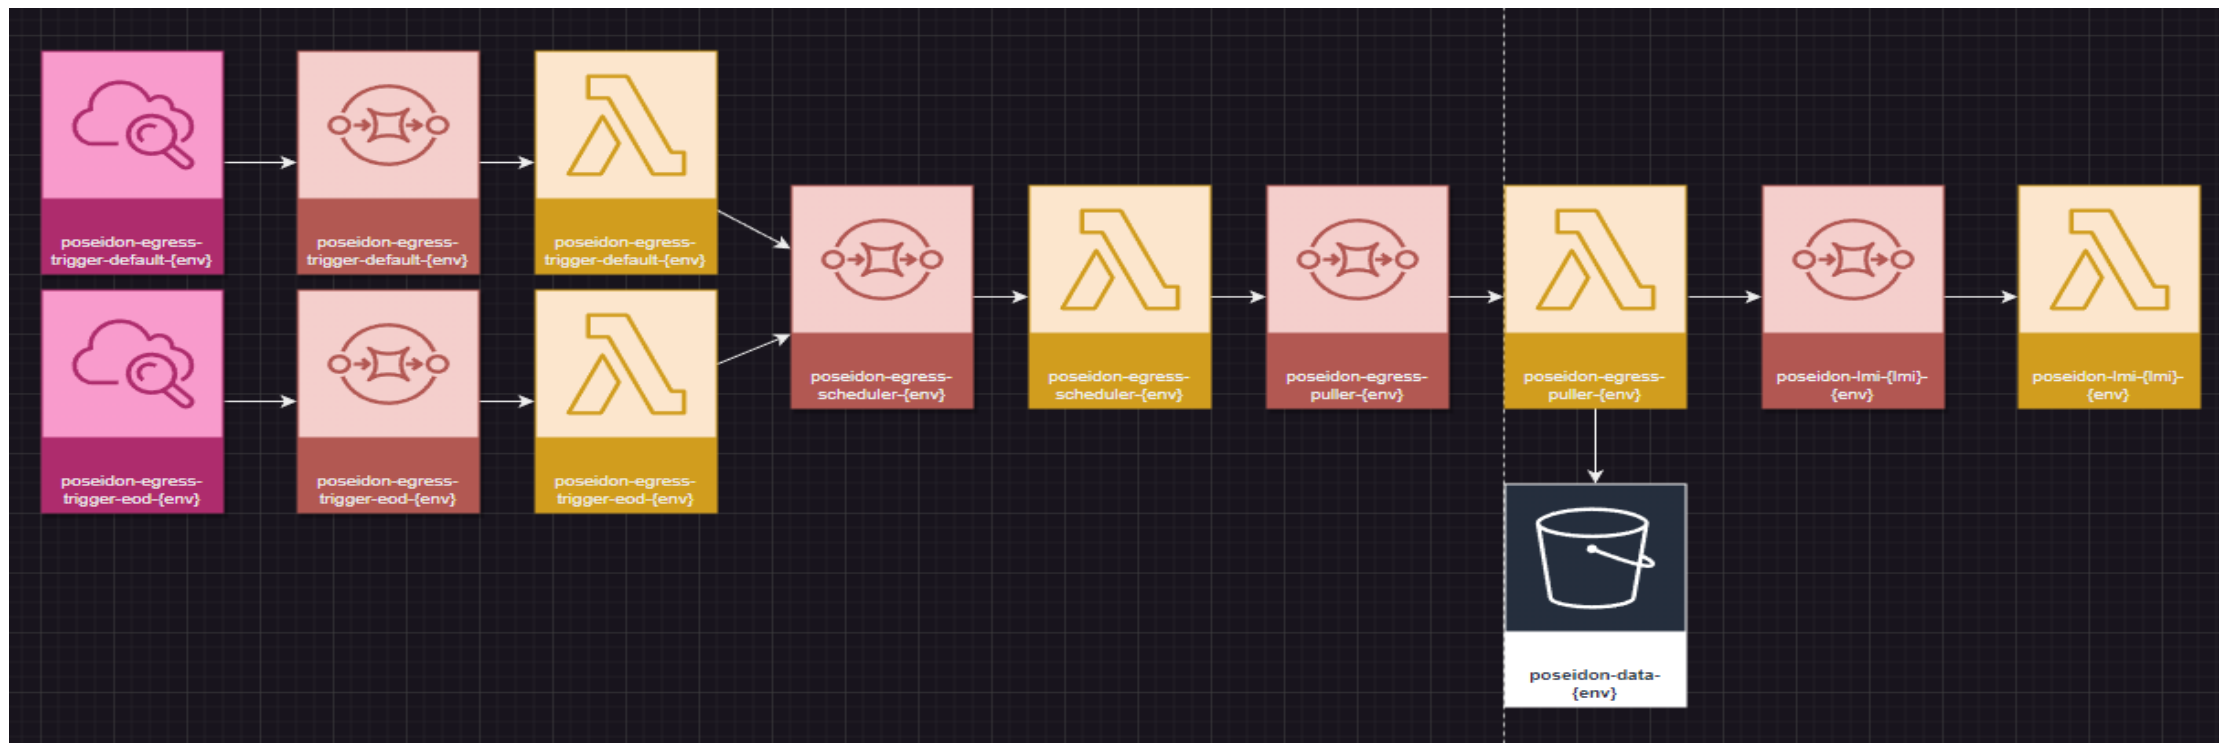 poseidon-egress-
trigger-default-{env}
poseidon-egress-
trigger-default-{env}
poseidon-egress-
trigger-default-{env}
poseidon-egress-
trigger-eod-{env}
poseidon-egress-
trigger-eod-{env}
poseidon-egress-
trigger-eod-{env}
poseidon-egress-
scheduler-{env}
poseidon-egress-
scheduler-{env}
poseidon-egress-
puller-{env}
poseidon-egress-
puller-{env}
poseidon-lmi-{lmi}-
{env}
poseidon-lmi-{lmi}-
{env}
poseidon-data-
{env}